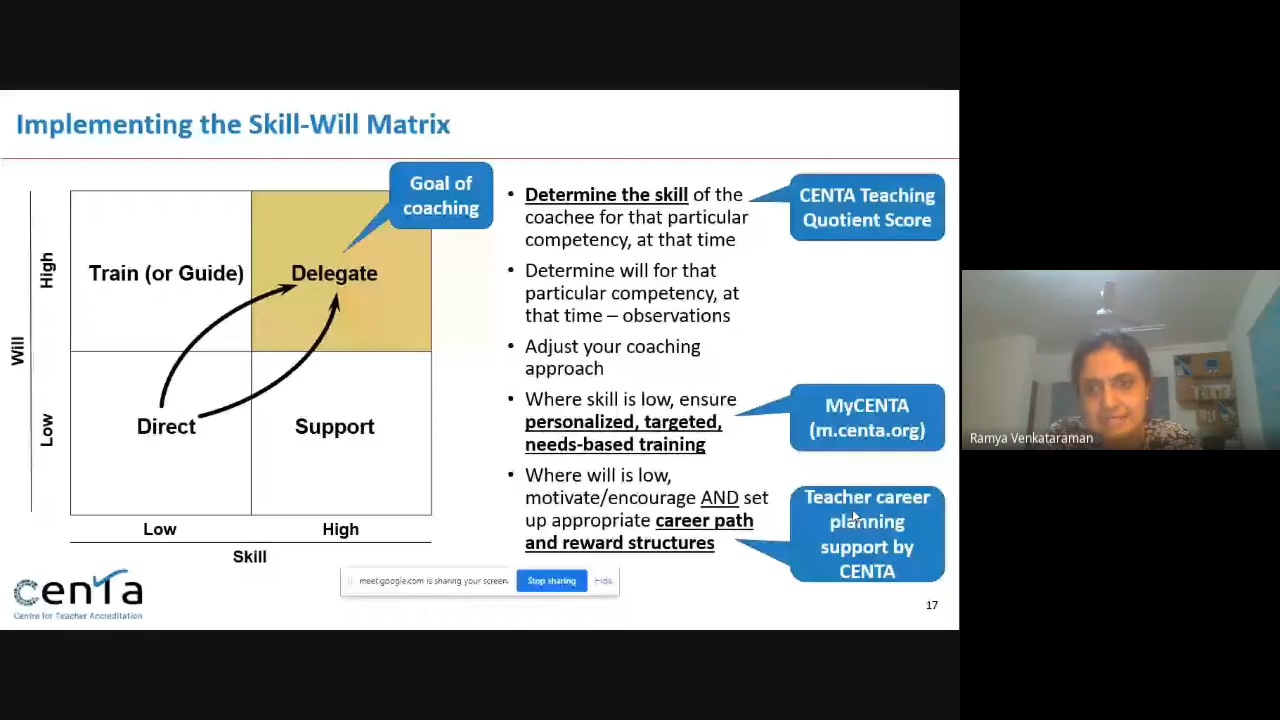 Implementing the Skill-Will Matrix
Goal of
coaching
High
Will
Low
Train (or Guide)
Delegate
Direct
Support
Low
High
Skill
• Determine the skill of the
coachee for that particular
competency, at that time
• Determine will for that
particular competency, at
that time – observations
• Adjust your coaching
approach
• Where skill is low, ensure
personalized, targeted,
needs-based training
• Where will is low,
motivate/encourage AND set
up appropriate career path
and reward structures
CENTA Teaching
Quotient Score
MyCENTA
(m.centa.org)
Teacher career
planning
support by
CENTA
Ramya Venkataraman
cenTa
Centre for Teacher Accreditation
meet.google.com is sharing your screen.
Stop sharing
Hide
17